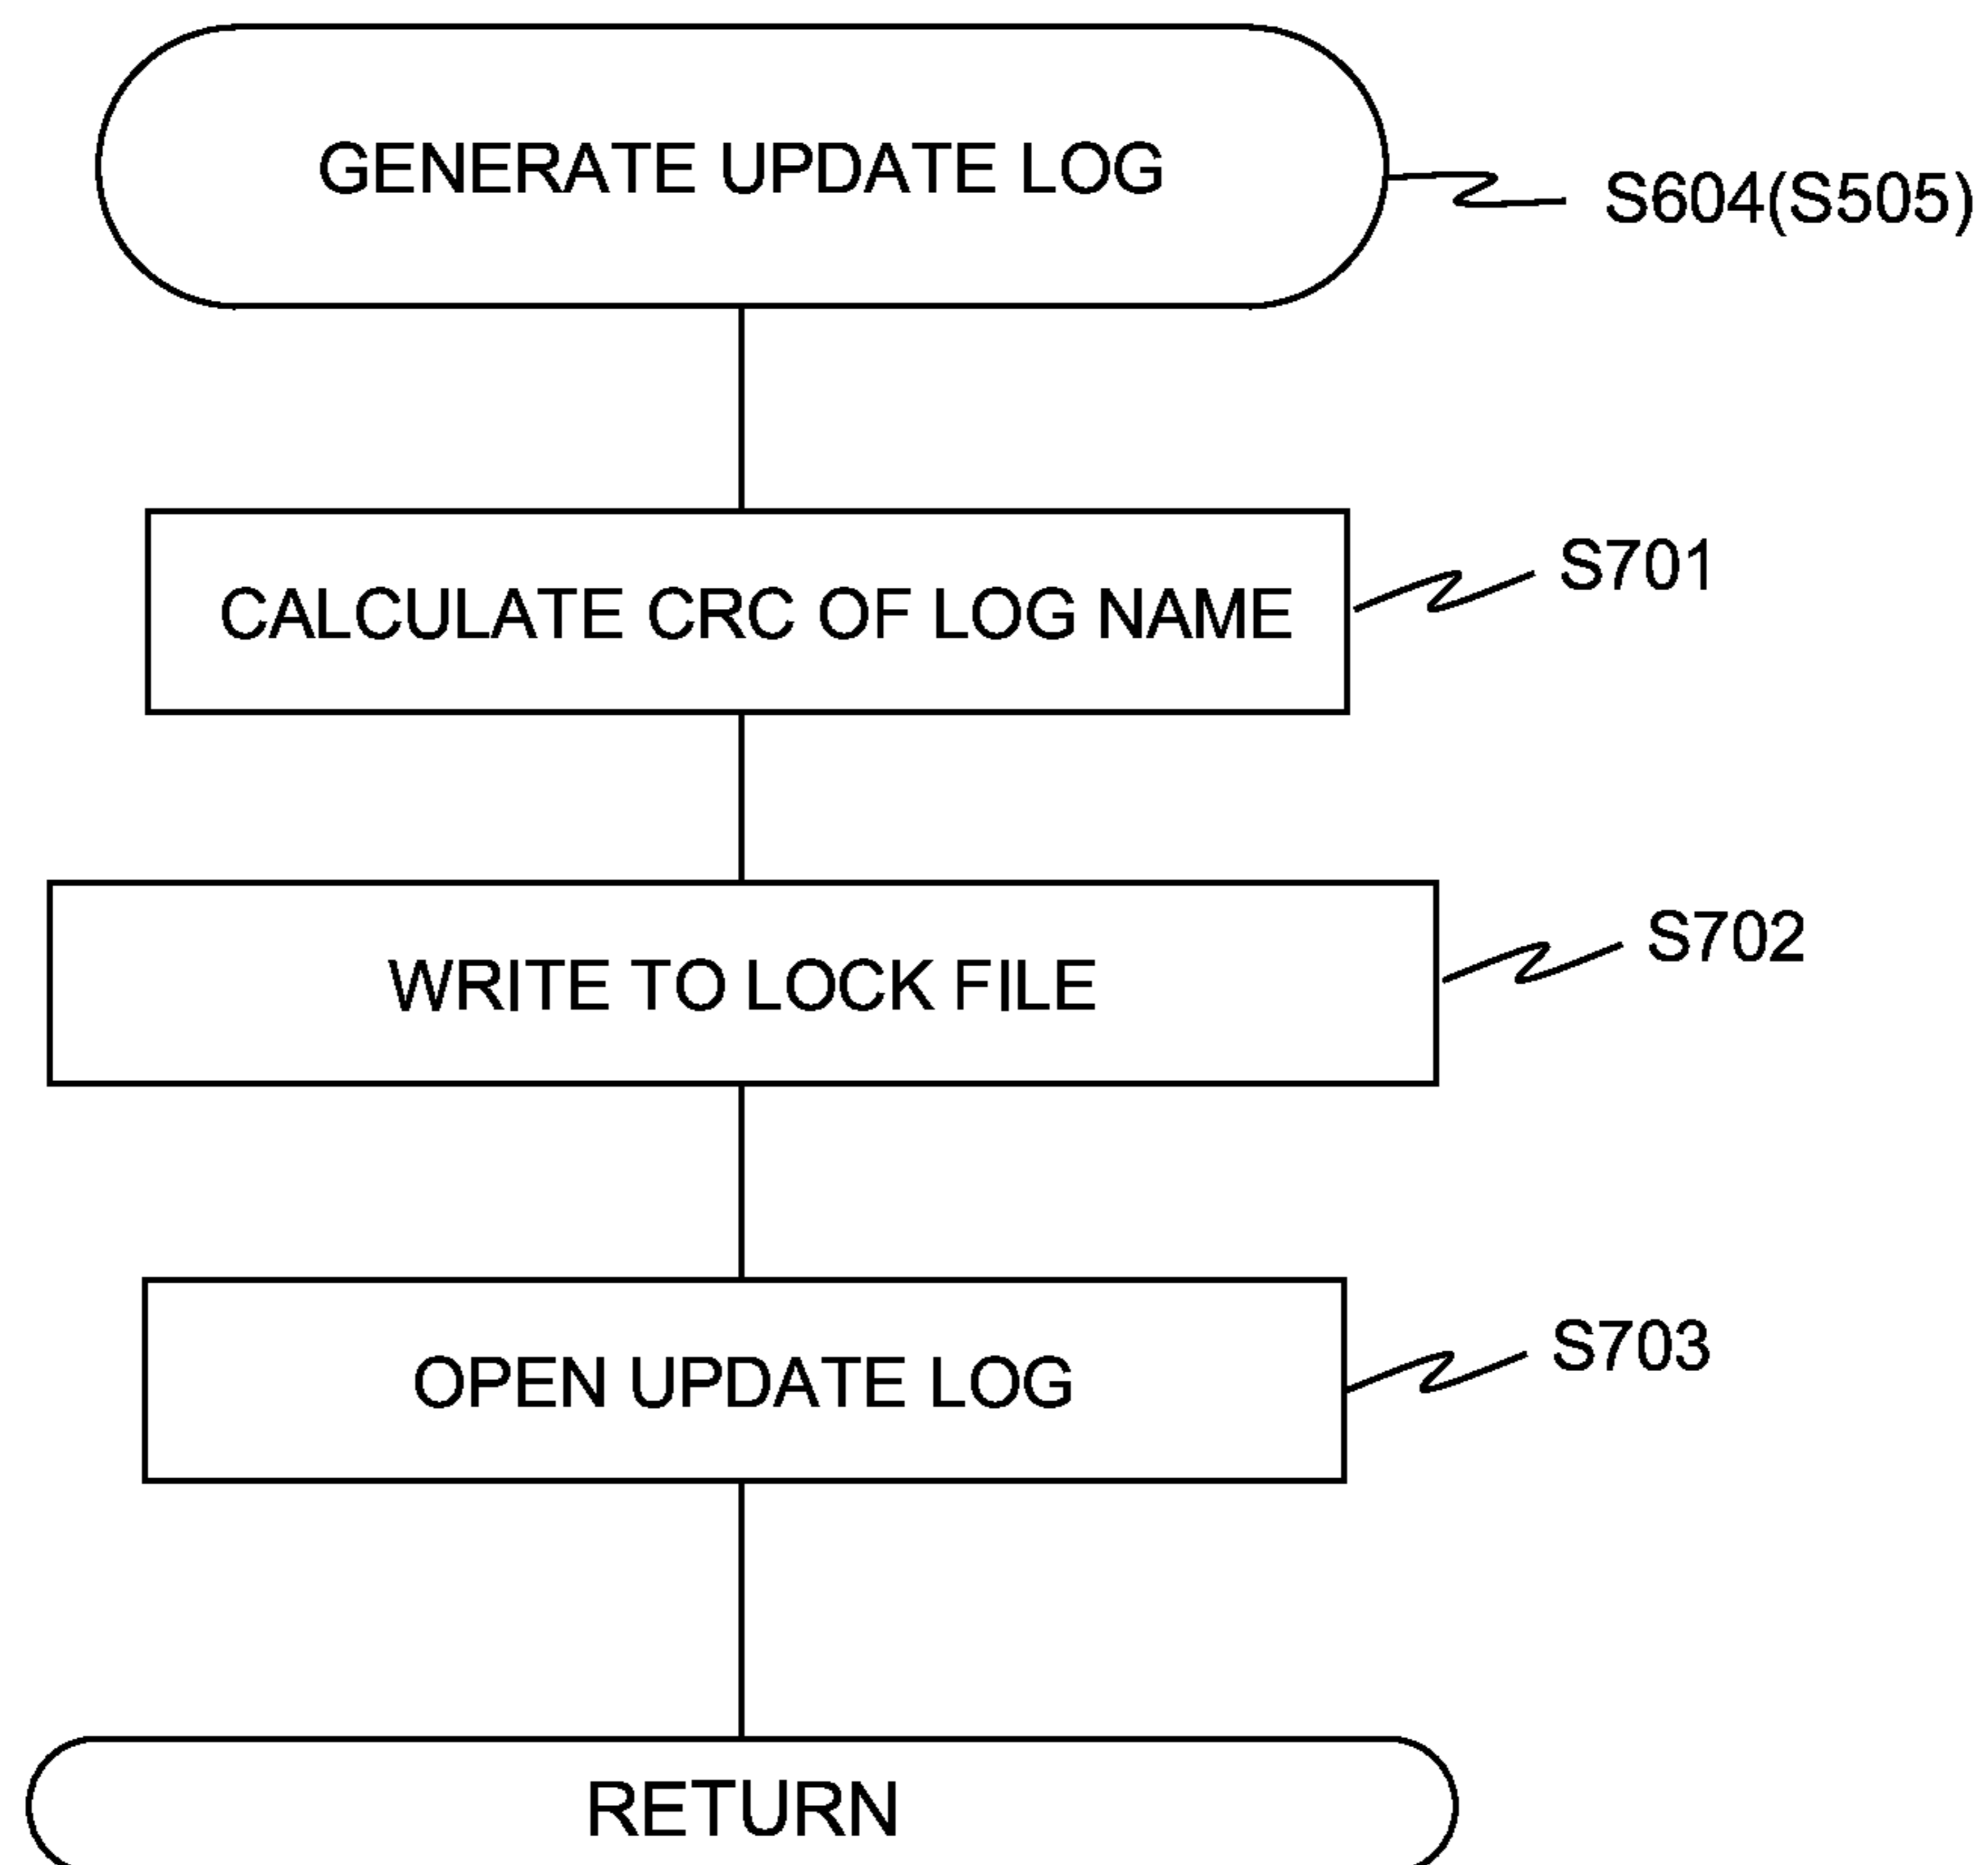 GENERATE UPDATE LOG
S604(S505)
CALCULATE CRC OF LOG NAME
S701
WRITE TO LOCK FILE
S702
OPEN UPDATE LOG
S703
RETURN